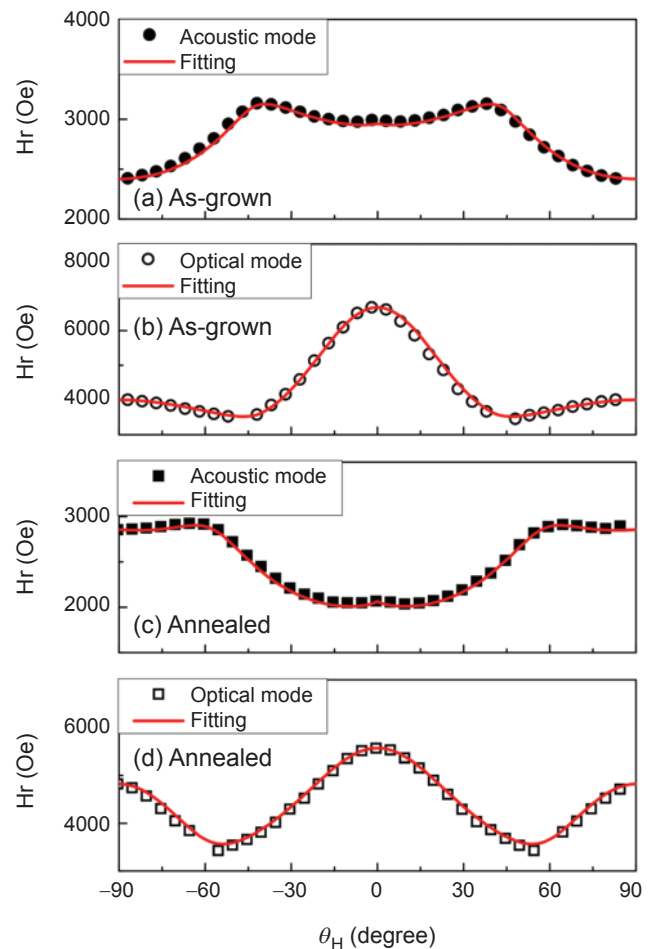 4000
Acoustic mode
Fitting
3000
2000
Hr (Oe)
(a) As-grown
8000
Optical mode
Fitting
6000
4000
Hr (Oe)
(b) As-grown
Acoustic mode
Fitting
3000
2000
Hr (Oe)
(c) Annealed
Optical mode
Fitting
6000
4000
Hr (Oe)
(d) Annealed
−90 −60 −30 0 30 60 90
θH (degree)